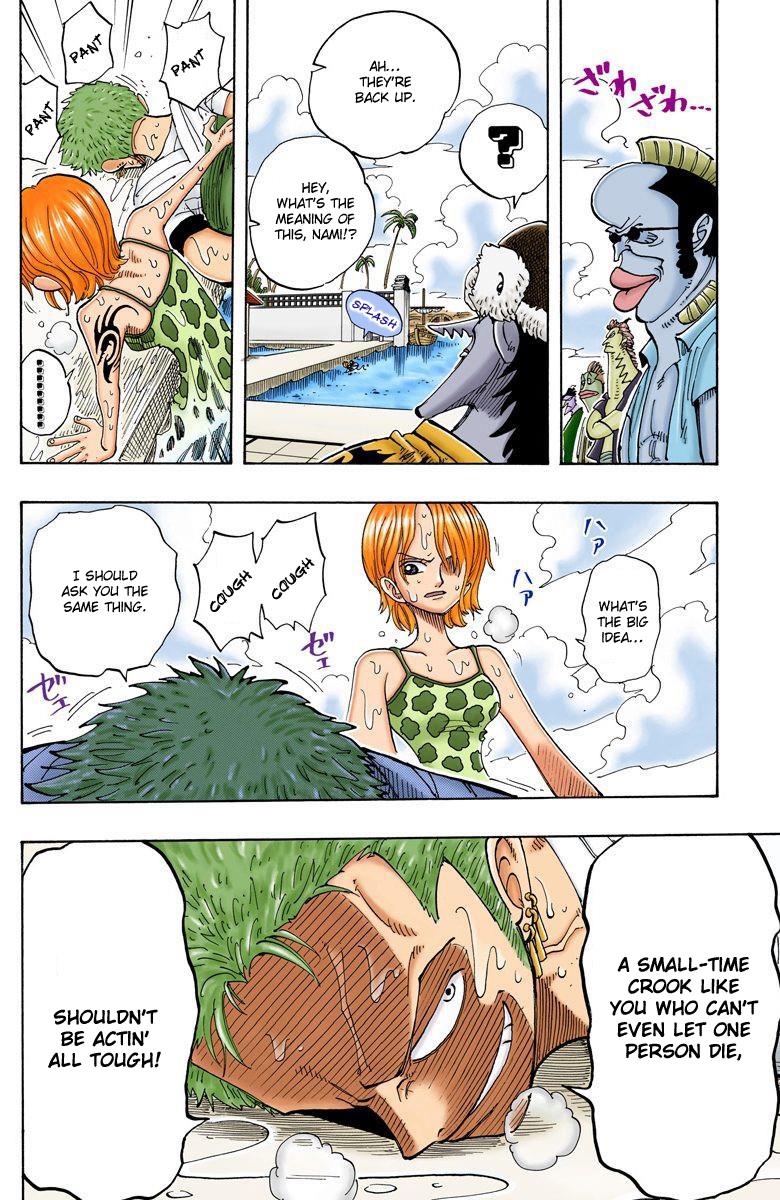 ざわ
ざわ...
?
AH...
THEY'RE
BACK UP.
HEY,
WHAT'S THE
MEANING OF
THIS, NAMI!?
SPLASH
PANT
PANT
PANT
!!!!!!!!
ハァ
WHAT'S
THE BIG
IDEA...
ハァ
COUGH
COUGH
ゼェ
I SHOULD
ASK YOU THE
SAME THING.
ゼェ
A SMALL-TIME
CROOK LIKE
YOU WHO CAN'T
EVEN LET ONE
PERSON DIE,
SHOULDN'T
BE ACTIN'
ALL TOUGH!